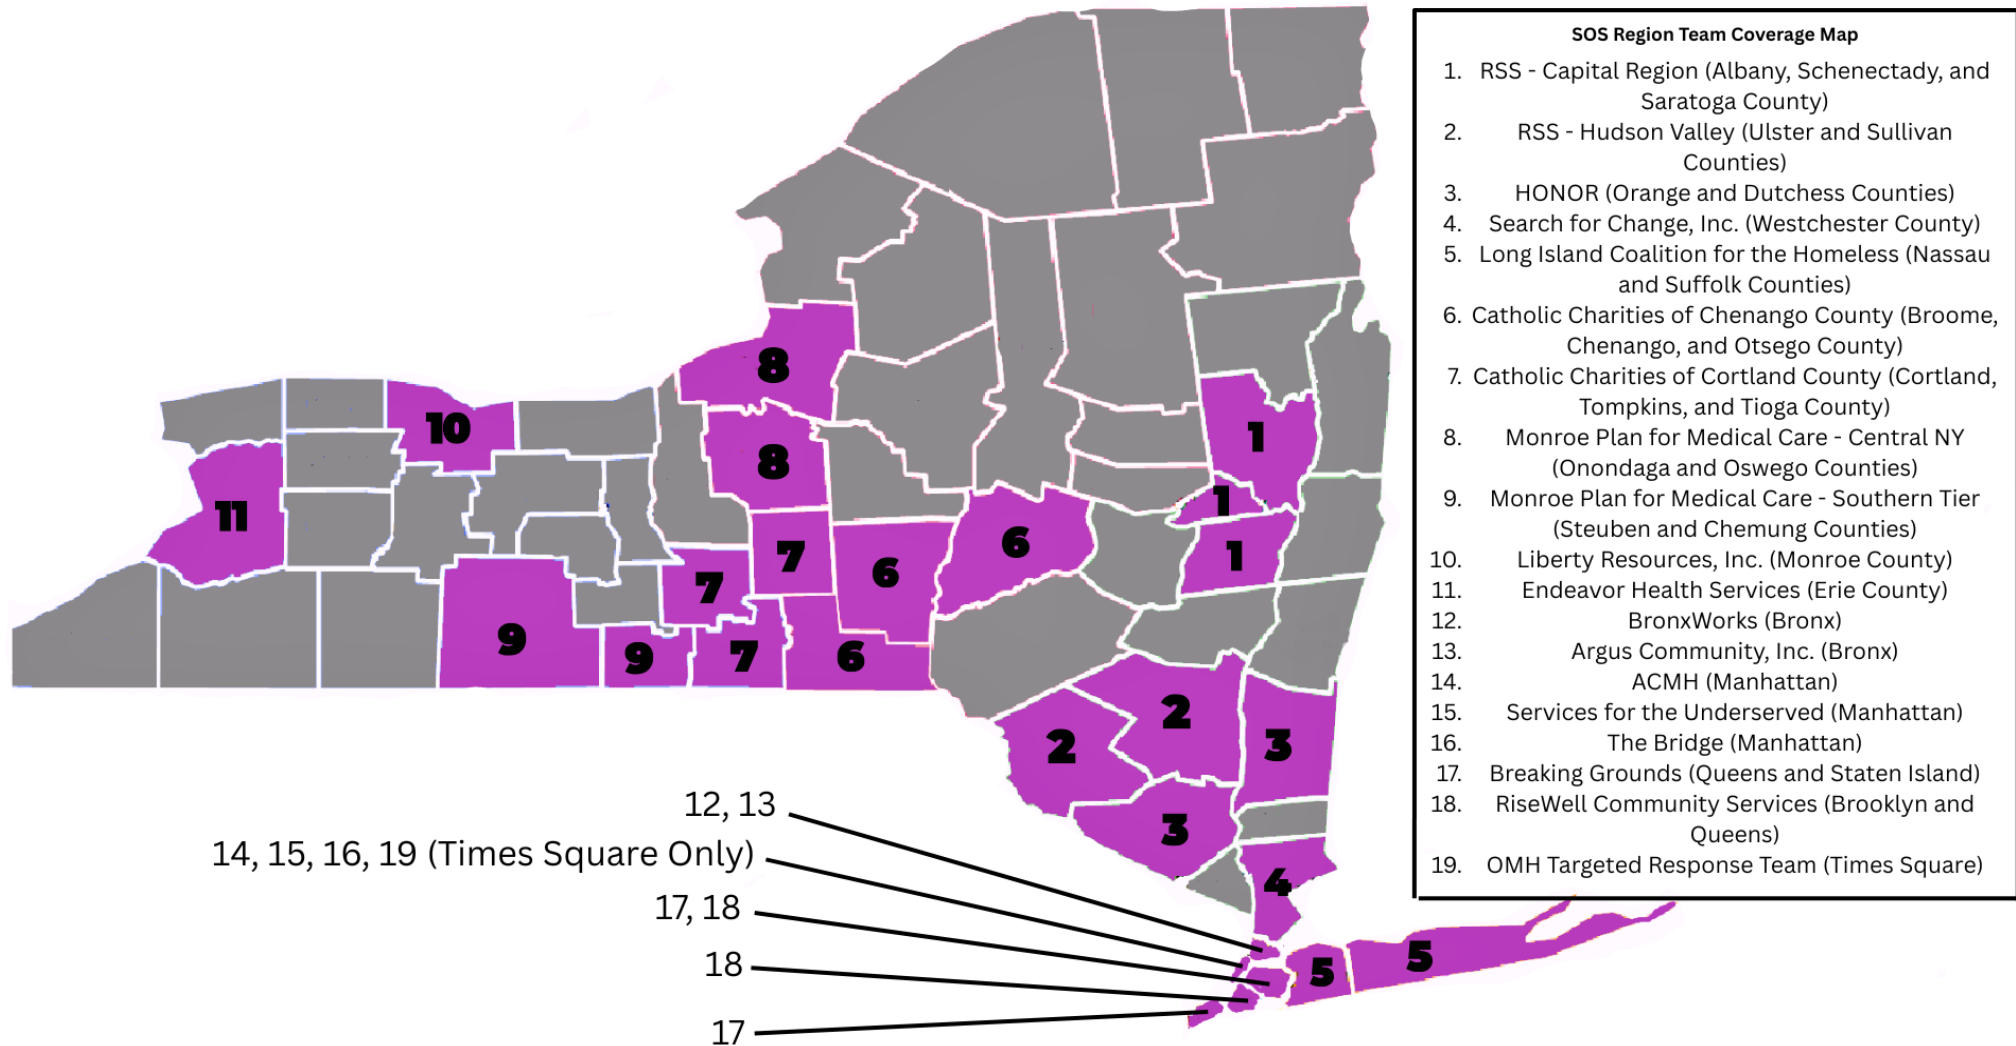 SOS Region Team Coverage Map
1. RSS - Capital Region (Albany, Schenectady, and
Saratoga County)
2. RSS - Hudson Valley (Ulster and Sullivan
Counties)
3. HONOR (Orange and Dutchess Counties)
4. Search for Change, Inc. (Westchester County)
5. Long Island Coalition for the Homeless (Nassau
and Suffolk Counties)
6. Catholic Charities of Chenango County (Broome,
Chenango, and Otsego County)
7. Catholic Charities of Cortland County (Cortland,
Tompkins, and Tioga County)
8. Monroe Plan for Medical Care - Central NY
(Onondaga and Oswego Counties)
9. Monroe Plan for Medical Care - Southern Tier
(Steuben and Chemung Counties)
10. Liberty Resources, Inc. (Monroe County)
11. Endeavor Health Services (Erie County)
12. BronxWorks (Bronx)
13. Argus Community, Inc. (Bronx)
14. ACMH (Manhattan)
15. Services for the Underserved (Manhattan)
16. The Bridge (Manhattan)
17. Breaking Grounds (Queens and Staten Island)
18. RiseWell Community Services (Brooklyn and
Queens)
19. OMH Targeted Response Team (Times Square)
8
10
1
8
11
1
6
7
1
6
7
9
9
7
6
2
2
3
3
4
5
5
12, 13
14, 15, 16, 19 (Times Square Only)
17, 18
18
17